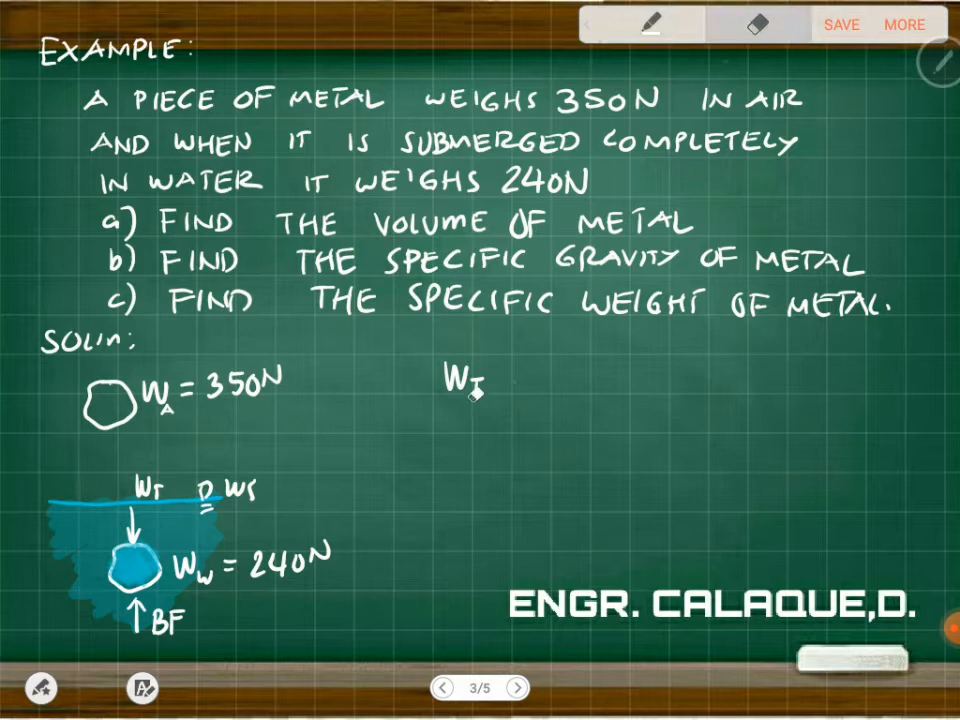 SAVE MORE
EXAMPLE:
A PIECE OF METAL WEIGHS 350N IN AIR
AND WHEN IT IS SUBMERGED COMPLETELY
IN WATER IT WEIGHS 240N
a) FIND THE VOLUME OF METAL
b) FIND THE SPECIFIC GRAVITY OF METAL
c) FIND THE SPECIFIC WEIGHT OF METAL.
SOLIn:
WA = 350N
WT
WT
Ww = 240N
BF
ENGR. CALAQUE,D.
3/5